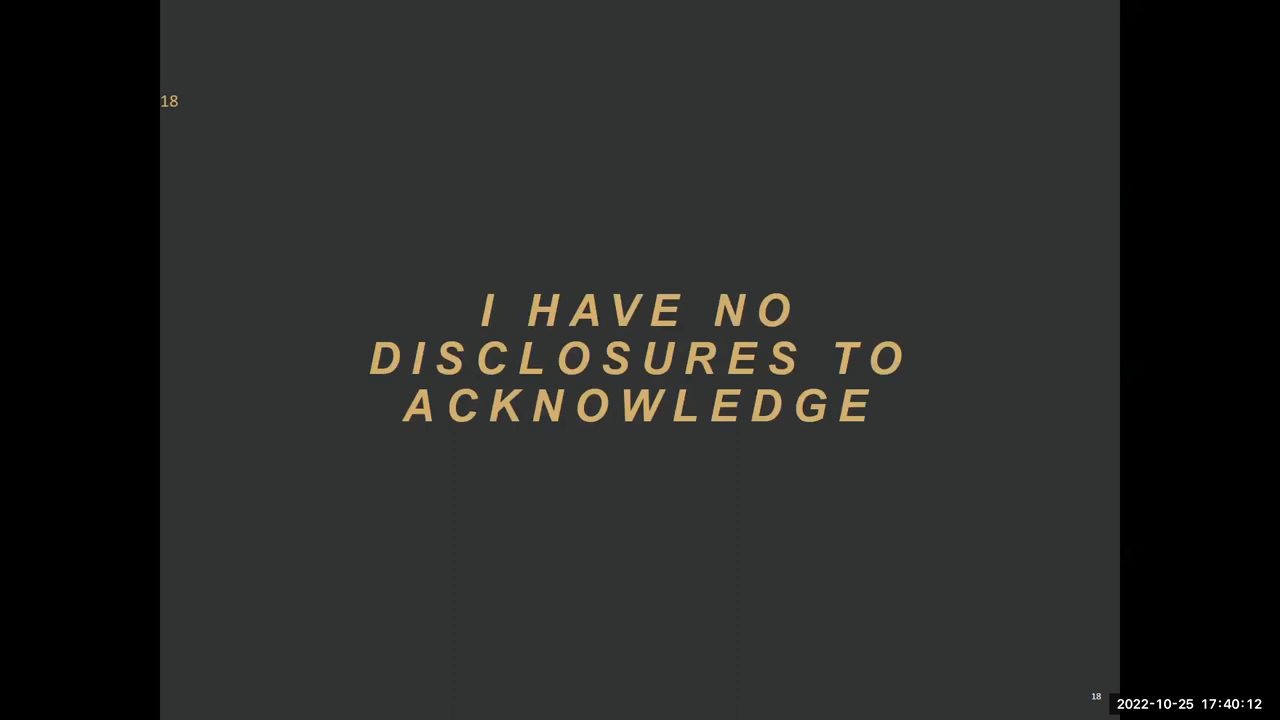 18
I HAVE NO
DISCLOSURES TO
ACKNOWLEDGE
18
2022-10-25 17:40:12